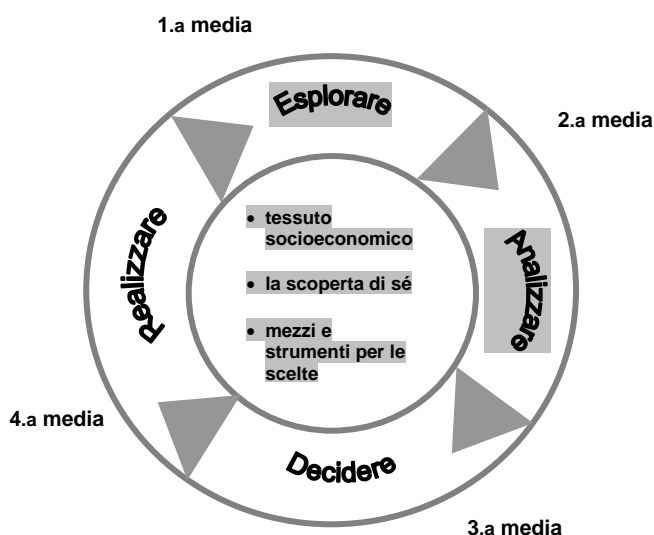 1.a media
Esplorare
2.a media
Analizzare
• tessuto
socioeconomico
• la scoperta di sé
• mezzi e
strumenti per le
scelte
Realizzare
4.a media
Decidere
3.a media